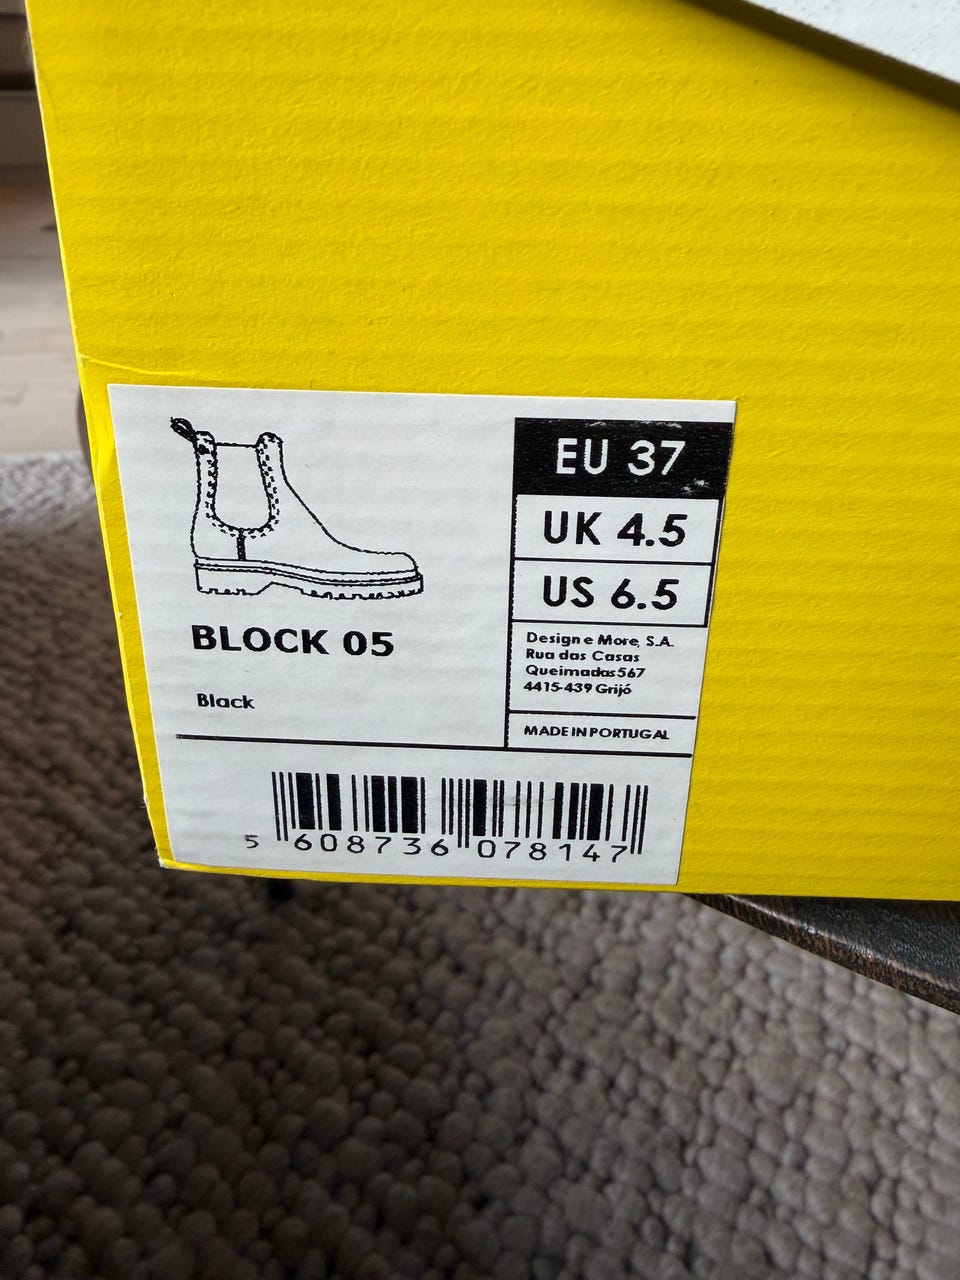 EU 37
UK 4.5
US 6.5
BLOCK 05
Black
Design e More, S.A.
Rua das Casas
Queimadas 567
4415-439 Grijó
MADE IN PORTUGAL
5 608736 078147